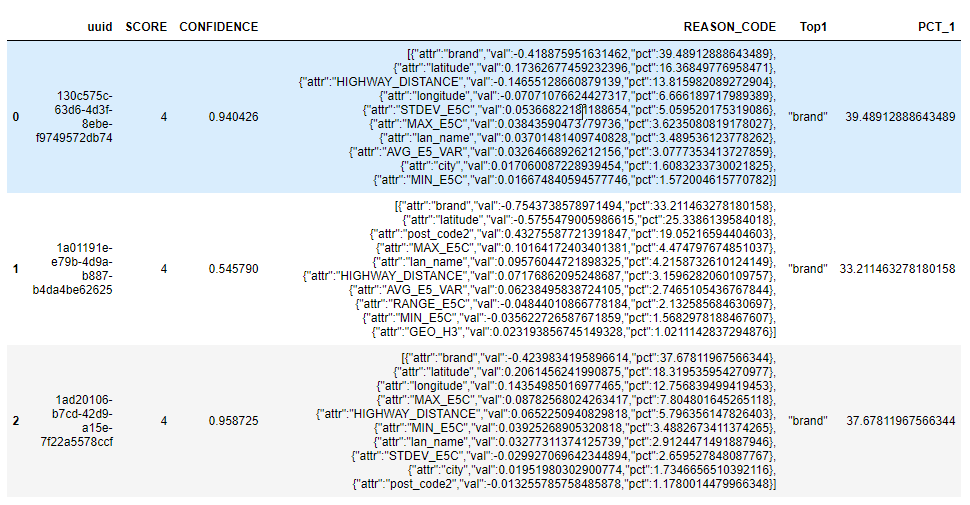 uuid SCORE CONFIDENCE REASON_CODE Top1 PCT_1
[{"attr":"brand","val":-0.418875951631462,"pct":39.48912888643489},
{"attr":"latitude","val":0.17362677459232396,"pct":16.36849776958471},
{"attr":"HIGHWAY_DISTANCE","val":-0.14655128660879139,"pct":13.815982089272904},
130c575c-
{"attr":"longitude","val":-0.07071076624427317,"pct":6.666189717989389},
63d6-4d3f-
0 8ebe- 4 0.940426 {"attr":"STDEV_E5C","val":0.05366822181188654,"pct":5.059520175319086}, "brand" 39.48912888643489
f9749572db74
{"attr":"MAX_E5C","val":0.03843590473779736,"pct":3.6235080819178027},
{"attr":"lan_name","val":0.03701481409740828,"pct":3.489536123778262},
{"attr":"AVG_E5_VAR","val":0.03264668926212156,"pct":3.0777353413727859},
{"attr":"city","val":0.017060087228939454,"pct":1.6083233730021825},
{"attr":"MIN_E5C","val":0.016674840594577746,"pct":1.572004615770782}]
[{"attr":"brand","val":-0.7543738578971494,"pct":33.211463278180158},
{"attr":"latitude","val":-0.5755479005986615,"pct":25.3386139584018},
{"attr":"post_code2","val":0.43275587721391847,"pct":19.05216594404603},
1a01191e-
{"attr":"MAX_E5C","val":0.10164172403401381,"pct":4.474797674851037},
e79b-4d9a-
{"attr":"lan_name","val":0.09576044721898325,"pct":4.2158732610124149},
1 b887- 4 0.545790 {"attr":"HIGHWAY_DISTANCE","val":0.07176862095248687,"pct":3.1596282060109757}, "brand" 33.211463278180158
b4da4be62625
{"attr":"AVG_E5_VAR","val":0.06238495838724105,"pct":2.7465105436767844},
{"attr":"RANGE_E5C","val":-0.04844010866778184,"pct":2.132585684630697},
{"attr":"MIN_E5C","val":-0.035622726587671859,"pct":1.5682978188467607},
{"attr":"GEO_H3","val":0.023193856745149328,"pct":1.0211142837294876}]
[{"attr":"brand","val":-0.4239834195896614,"pct":37.67811967566344},
{"attr":"latitude","val":0.2061456241990875,"pct":18.319535954270977},
{"attr":"longitude","val":0.14354985016977465,"pct":12.756839499419453},
1ad20106-
{"attr":"MAX_E5C","val":0.08782568024263417,"pct":7.804801645265118},
b7cd-42d9-
2 a15e- 4 0.958725 {"attr":"HIGHWAY_DISTANCE","val":0.0652250940829818,"pct":5.796356147826403}, "brand" 37.67811967566344
7f22a5578ccf
{"attr":"MIN_E5C","val":0.03925268905320818,"pct":3.4882673411374265},
{"attr":"lan_name","val":0.03277311374125739,"pct":2.9124471491887946},
{"attr":"STDEV_E5C","val":-0.029927069642344894,"pct":2.659527848087767},
{"attr":"city","val":0.01951980302900774,"pct":1.7346656510392116},
{"attr":"post_code2","val":-0.013255785758485878,"pct":1.1780014479966348}]